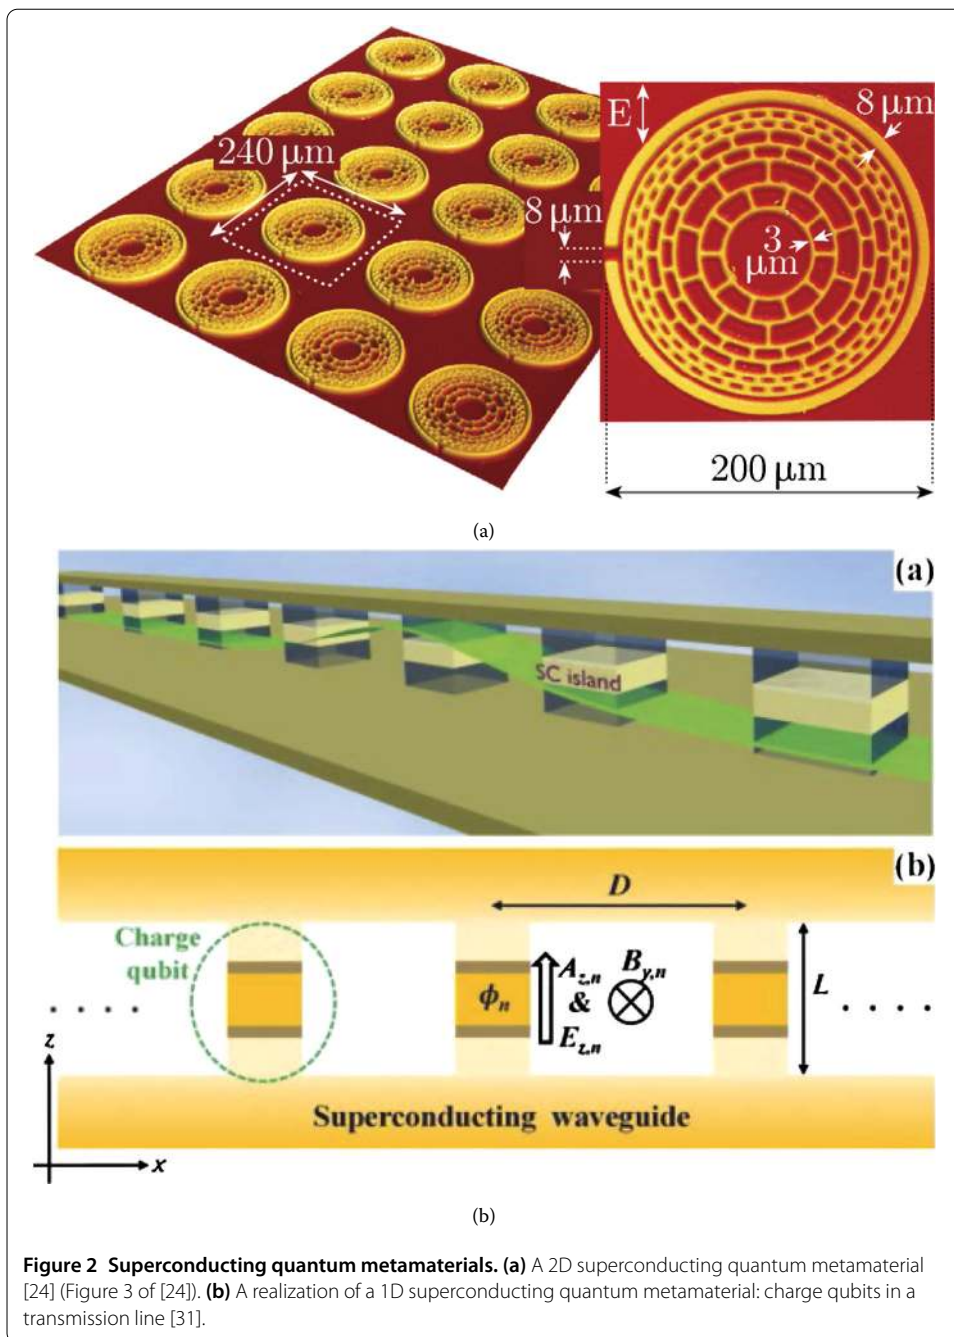 240 μm
8 μm
E
8 μm
3
μm
200 μm
(a)
(a)
SC island
(b)
D
Charge
qubit
ϕn
Az,n
&
Ez,n
By,n
L
. . . .
. . . .
z
x
Superconducting waveguide
(b)
Figure 2 Superconducting quantum metamaterials. (a) A 2D superconducting quantum metamaterial
[24] (Figure 3 of [24]). (b) A realization of a 1D superconducting quantum metamaterial: charge qubits in a
transmission line [31].